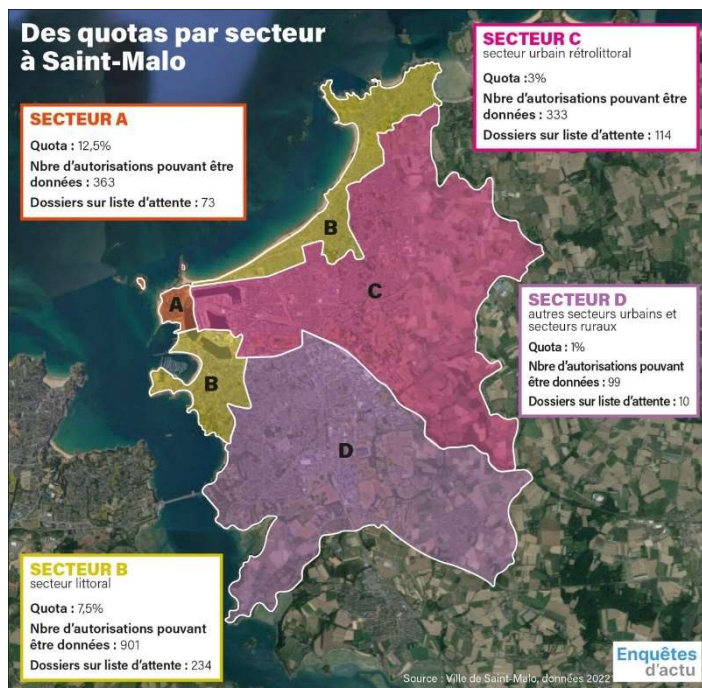 Des quotas par secteur
à Saint-Malo
SECTEUR C
secteur urbain rétrolittoral
Quota :3%
Nbre d'autorisations pouvant être
données : 333
Dossiers sur liste d'attente : 114
SECTEUR A
Quota : 12,5%
Nbre d'autorisations pouvant être
données : 363
Dossiers sur liste d'attente : 73
B
C
A
SECTEUR D
autres secteurs urbains et
secteurs ruraux
Quota : 1%
Nbre d'autorisations pouvant
être données : 99
Dossiers sur liste d'attente : 10
B
D
SECTEUR B
secteur littoral
Quota : 7,5%
Nbre d'autorisations pouvant
être données : 901
Dossiers sur liste d'attente : 234
Enquêtes
d'actu
Source : Ville de Saint-Malo, données 2022